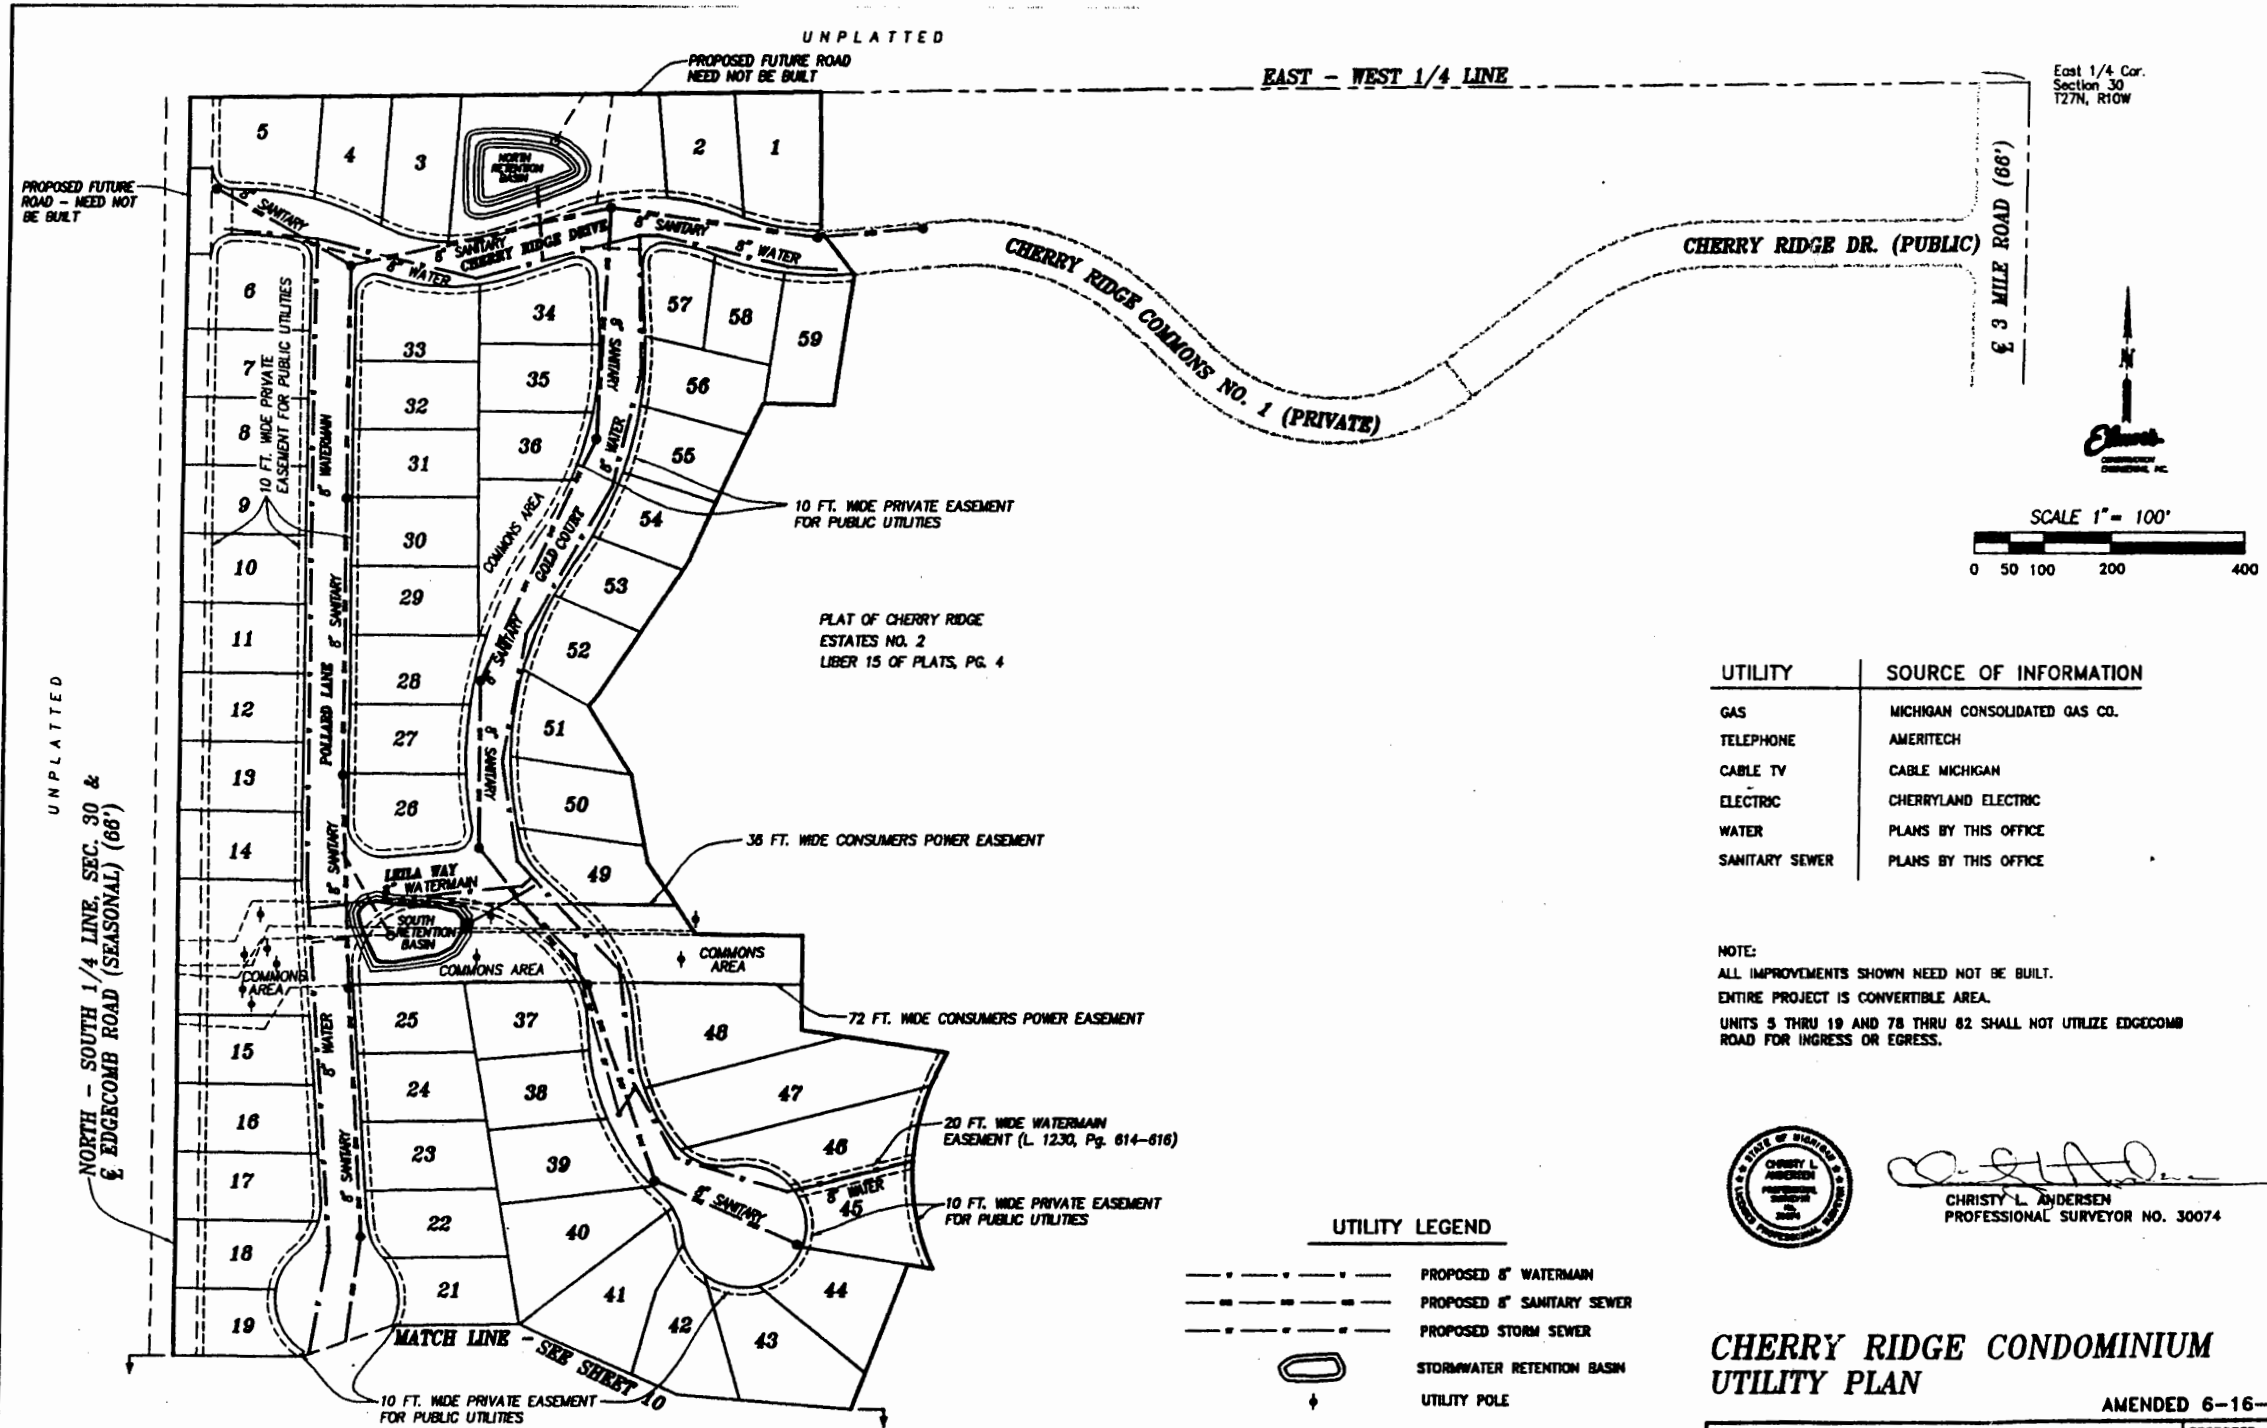 UNPLATTED
PROPOSED FUTURE ROAD
NEED NOT BE BUILT
EAST - WEST 1/4 LINE
East 1/4 Cor.
Section 30
T27N, R10W
5
4
3
NORTH
RETENTION
BASIN
2
1
PROPOSED FUTURE
ROAD - NEED NOT
BE BUILT
8" SANITARY
8" SANITARY
CHERRY RIDGE DRIVE
8" WATER
8" SANITARY
8" WATER
CHERRY RIDGE COMMONS NO. 1 (PRIVATE)
CHERRY RIDGE DR. (PUBLIC)
℄ 3 MILE ROAD (66')
N
6
7
8
9
10
11
12
13
14
10 FT. WIDE PRIVATE
EASEMENT FOR PUBLIC UTILITIES
8" WATERMAIN
8" SANITARY
POLLARD LANE
8" SANITARY
33
32
31
30
29
28
27
26
34
35
36
COMMONS AREA
8" SANITARY
8" WATER
GOLD COURT
8" SANITARY
8" SANITARY
57
58
59
56
55
54
53
52
51
50
49
10 FT. WIDE PRIVATE EASEMENT
FOR PUBLIC UTILITIES
PLAT OF CHERRY RIDGE
ESTATES NO. 2
LIBER 15 OF PLATS, PG. 4
SCALE 1"= 100'
0 50 100 200 400
UTILITY SOURCE OF INFORMATION
GAS MICHIGAN CONSOLIDATED GAS CO.
TELEPHONE AMERITECH
CABLE TV CABLE MICHIGAN
ELECTRIC CHERRYLAND ELECTRIC
WATER PLANS BY THIS OFFICE
SANITARY SEWER PLANS BY THIS OFFICE
UNPLATTED
NORTH - SOUTH 1/4 LINE, SEC. 30 &
℄ EDGECOMB ROAD (SEASONAL) (66')
36 FT. WIDE CONSUMERS POWER EASEMENT
LEILA WAY
8" WATERMAIN
SOUTH
RETENTION
BASIN
COMMONS
AREA
COMMONS AREA
COMMONS
AREA
72 FT. WIDE CONSUMERS POWER EASEMENT
NOTE:
ALL IMPROVEMENTS SHOWN NEED NOT BE BUILT.
ENTIRE PROJECT IS CONVERTIBLE AREA.
UNITS 5 THRU 19 AND 78 THRU 82 SHALL NOT UTILIZE EDGECOMB
ROAD FOR INGRESS OR EGRESS.
15
16
17
18
19
8" WATER
8" SANITARY
25
24
23
22
21
37
38
39
40
41
42
43
44
45
46
47
48
8" SANITARY
8" WATER
20 FT. WIDE WATERMAIN
EASEMENT (L. 1230, Pg. 614-616)
10 FT. WIDE PRIVATE EASEMENT
FOR PUBLIC UTILITIES
MATCH LINE - SEE SHEET 10
10 FT. WIDE PRIVATE EASEMENT
FOR PUBLIC UTILITIES
STATE OF MICHIGAN
CHRISTY L.
ANDERSEN
PROFESSIONAL
SURVEYOR
No.
30074
LICENSED PROFESSIONAL SURVEYOR
CHRISTY L. ANDERSEN
PROFESSIONAL SURVEYOR NO. 30074
UTILITY LEGEND
PROPOSED 8" WATERMAIN
PROPOSED 8" SANITARY SEWER
PROPOSED STORM SEWER
STORMWATER RETENTION BASIN
UTILITY POLE
CHERRY RIDGE CONDOMINIUM
UTILITY PLAN
AMENDED 6-16-